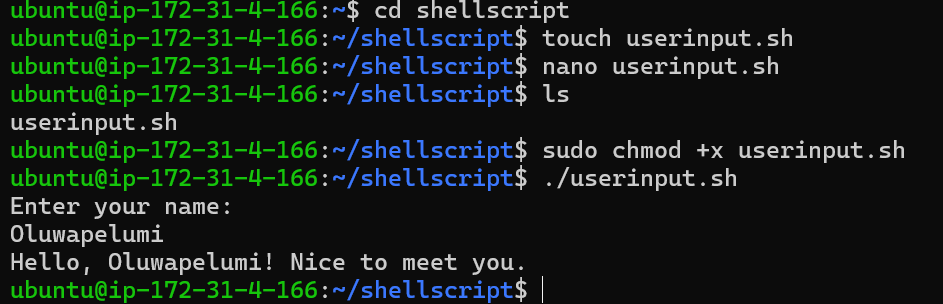 ubuntu@ip-172-31-4-166:~$ cd shellscript
ubuntu@ip-172-31-4-166:~/shellscript$ touch userinput.sh
ubuntu@ip-172-31-4-166:~/shellscript$ nano userinput.sh
ubuntu@ip-172-31-4-166:~/shellscript$ ls
userinput.sh
ubuntu@ip-172-31-4-166:~/shellscript$ sudo chmod +x userinput.sh
ubuntu@ip-172-31-4-166:~/shellscript$ ./userinput.sh
Enter your name:
Oluwapelumi
Hello, Oluwapelumi! Nice to meet you.
ubuntu@ip-172-31-4-166:~/shellscript$